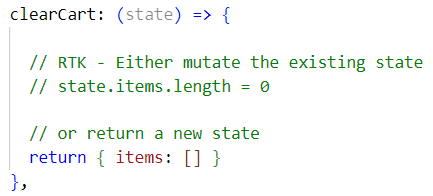 clearCart: (state) => {
// RTK - Either mutate the existing state
// state.items.length = 0
// or return a new state
return { items: [] }
},